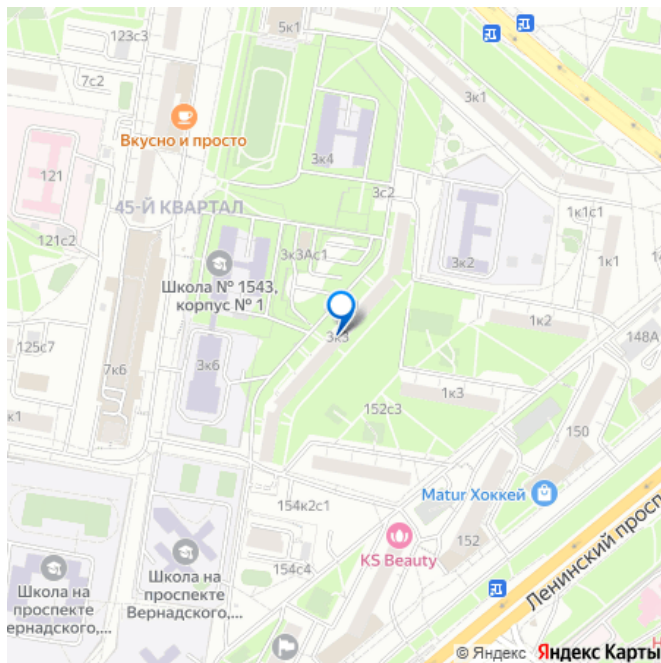 5к1
123с3
7с2
3к1
Вкусно и просто
3к4
121
3с2
45-Й КВАРТАЛ
1к1с1
121с2
3к3Ас1
3к2
1к1
Школа № 1543,
корпус № 1
1к2
148А
125с7
7к6
3к6
3к3
1к3
152с3
к1
150
Matur Хоккей
154к2с1
152
KS Beauty
Ленинский просп
Школа на
проспекте
Вернадского,...
154с4
Школа на
проспекте
ернадского,...
© Яндекс Яндекс Карты